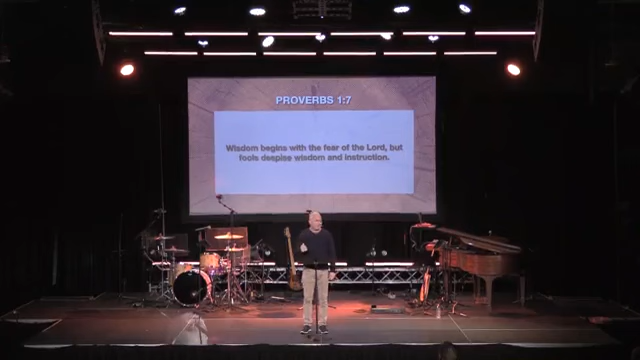 PROVERBS 1:7
Wisdom begins with the fear of the Lord, but
fools despise wisdom and instruction.